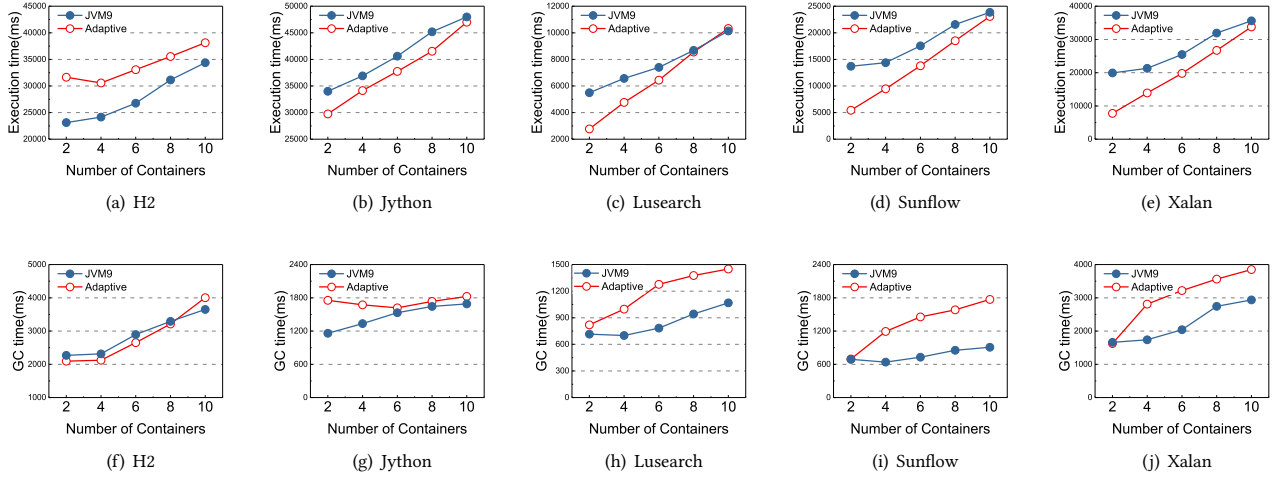 Execution time(ms)
45000
40000
35000
30000
25000
20000
JVM9
Adaptive
2 4 6 8 10
Number of Containers
(a) H2
Execution time(ms)
50000
45000
40000
35000
30000
25000
JVM9
Adaptive
2 4 6 8 10
Number of Containers
(b) Jython
Execution time(ms)
12000
10000
8000
6000
4000
2000
JVM9
Adaptive
2 4 6 8 10
Number of Containers
(c) Lusearch
Execution time(ms)
25000
20000
15000
10000
5000
0
JVM9
Adaptive
2 4 6 8 10
Number of Containers
(d) Sunflow
Execution time(ms)
40000
30000
20000
10000
0
JVM9
Adaptive
2 4 6 8 10
Number of Containers
(e) Xalan
GC time(ms)
5000
4000
3000
2000
1000
JVM9
Adaptive
2 4 6 8 10
Number of Containers
(f) H2
GC time(ms)
2400
1800
1200
600
0
JVM9
Adaptive
2 4 6 8 10
Number of Containers
(g) Jython
GC time(ms)
1500
1200
900
600
300
0
JVM9
Adaptive
2 4 6 8 10
Number of Containers
(h) Lusearch
GC time(ms)
2400
1800
1200
600
0
JVM9
Adaptive
2 4 6 8 10
Number of Containers
(i) Sunflow
GC time(ms)
4000
3000
2000
1000
0
JVM9
Adaptive
2 4 6 8 10
Number of Containers
(j) Xalan